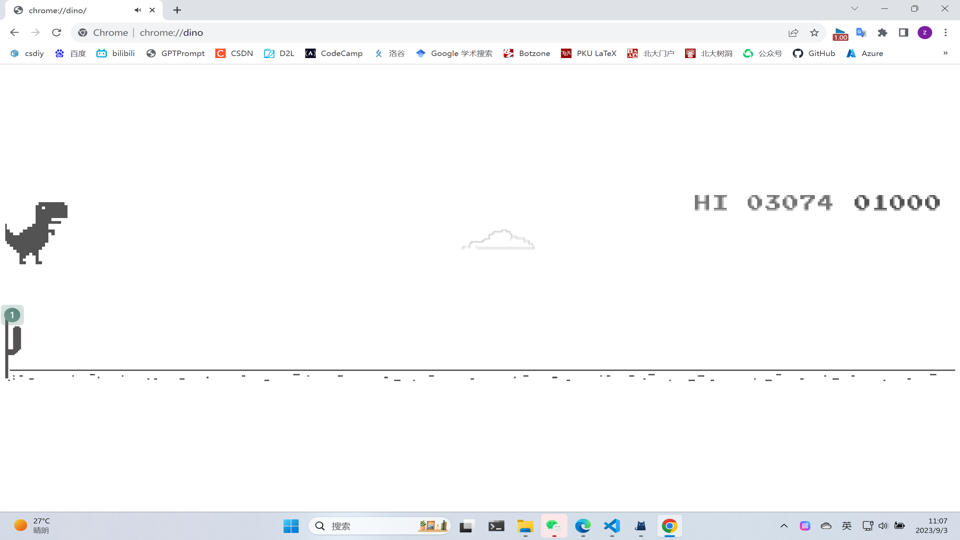 chrome://dino/
Chrome | chrome://dino
1.00
z
csdiy 百度 bilibili GPTPrompt CSDN D2L CodeCamp 洛谷 Google 学术搜索 Botzone PKU LaTeX 北大门户 北大树洞 公众号 GitHub Azure »
HI 03074 01000
1
27°C
晴朗
搜索
英
11:07
2023/9/3